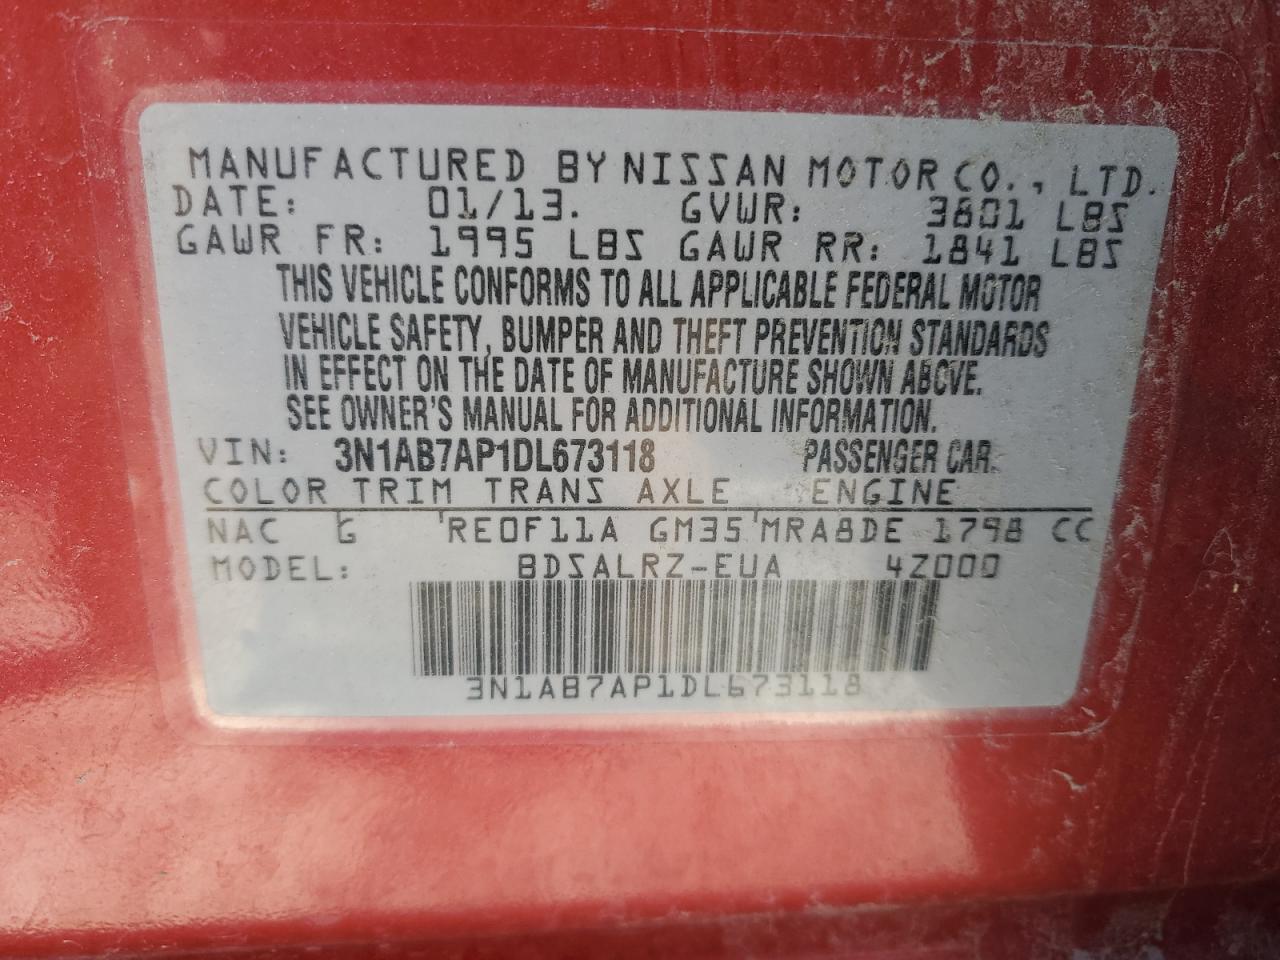 MANUFACTURED BY NISSAN MOTOR CO., LTD.
DATE: 01/13. GVWR: 3801 LBS
GAWR FR: 1995 LBS GAWR RR: 1841 LBS
THIS VEHICLE CONFORMS TO ALL APPLICABLE FEDERAL MOTOR
VEHICLE SAFETY, BUMPER AND THEFT PREVENTION STANDARDS
IN EFFECT ON THE DATE OF MANUFACTURE SHOWN ABOVE.
SEE OWNER'S MANUAL FOR ADDITIONAL INFORMATION.
VIN: 3N1AB7AP1DL673118 PASSENGER CAR.
COLOR TRIM TRANS AXLE ENGINE
NAC G RE0F11A GM35 MRA8DE 1798 CC
MODEL: BDSALRZ-EUA 4Z000
3N1AB7AP1DL673118